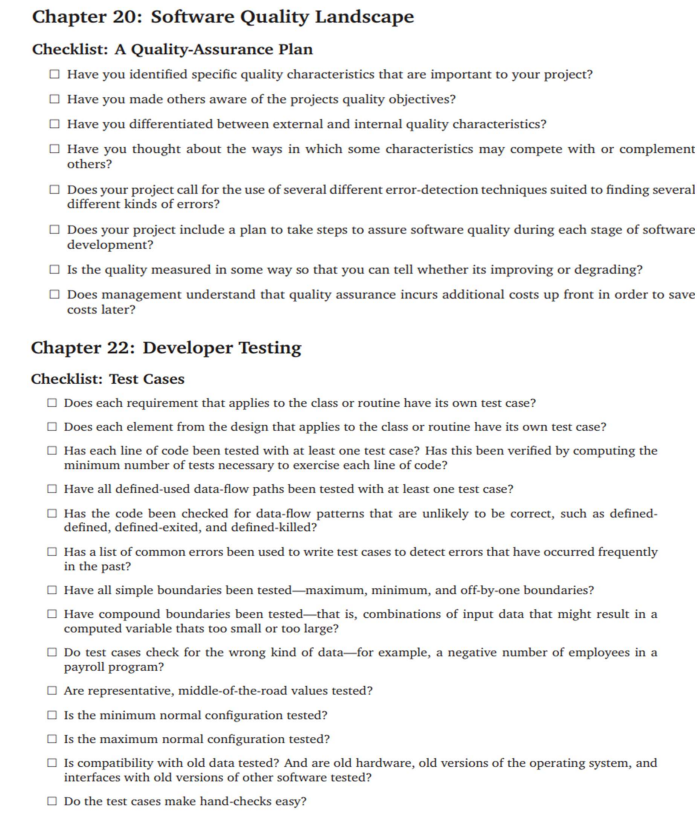 Chapter 20: Software Quality Landscape
Checklist: A Quality-Assurance Plan
☐ Have you identified specific quality characteristics that are important to your project?
☐ Have you made others aware of the projects quality objectives?
☐ Have you differentiated between external and internal quality characteristics?
☐ Have you thought about the ways in which some characteristics may compete with or complement
others?
☐ Does your project call for the use of several different error-detection techniques suited to finding several
different kinds of errors?
☐ Does your project include a plan to take steps to assure software quality during each stage of software
development?
☐ Is the quality measured in some way so that you can tell whether its improving or degrading?
☐ Does management understand that quality assurance incurs additional costs up front in order to save
costs later?
Chapter 22: Developer Testing
Checklist: Test Cases
☐ Does each requirement that applies to the class or routine have its own test case?
☐ Does each element from the design that applies to the class or routine have its own test case?
☐ Has each line of code been tested with at least one test case? Has this been verified by computing the
minimum number of tests necessary to exercise each line of code?
☐ Have all defined-used data-flow paths been tested with at least one test case?
☐ Has the code been checked for data-flow patterns that are unlikely to be correct, such as defined-
defined, defined-exited, and defined-killed?
☐ Has a list of common errors been used to write test cases to detect errors that have occurred frequently
in the past?
☐ Have all simple boundaries been tested—maximum, minimum, and off-by-one boundaries?
☐ Have compound boundaries been tested—that is, combinations of input data that might result in a
computed variable thats too small or too large?
☐ Do test cases check for the wrong kind of data—for example, a negative number of employees in a
payroll program?
☐ Are representative, middle-of-the-road values tested?
☐ Is the minimum normal configuration tested?
☐ Is the maximum normal configuration tested?
☐ Is compatibility with old data tested? And are old hardware, old versions of the operating system, and
interfaces with old versions of other software tested?
☐ Do the test cases make hand-checks easy?